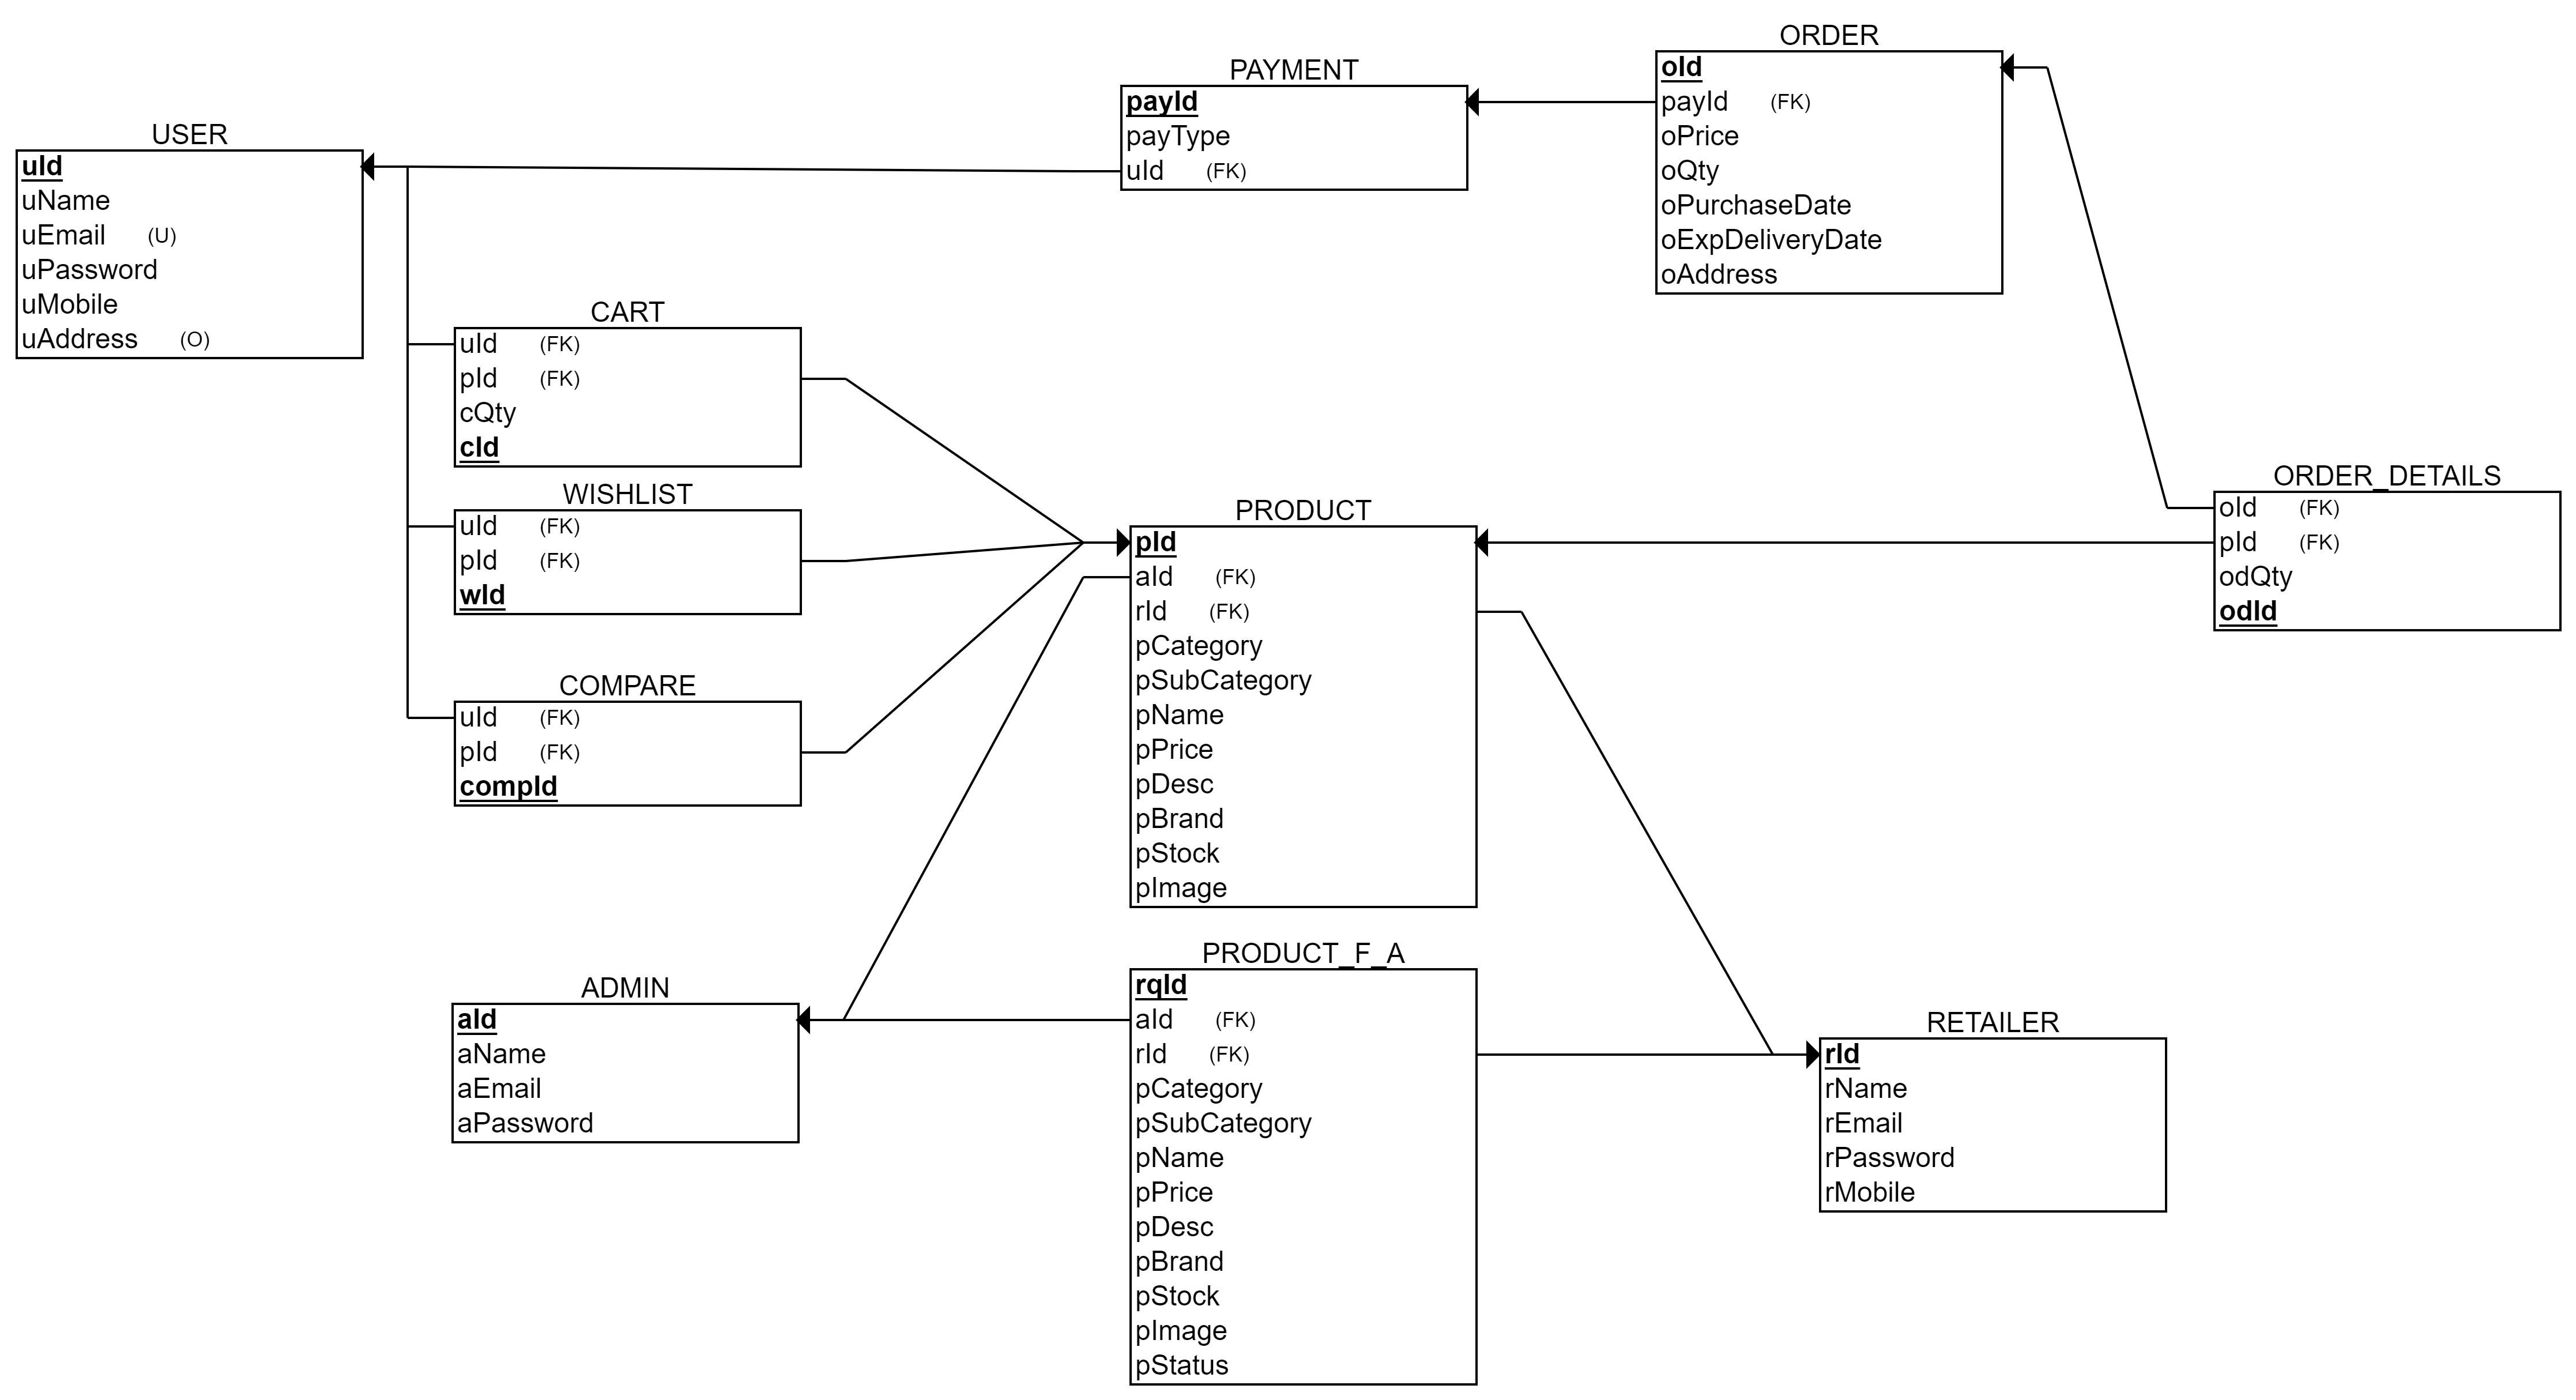 USER
uId
uName
uEmail (U)
uPassword
uMobile
uAddress (O)
PAYMENT
payId
payType
uId (FK)
ORDER
oId
payId (FK)
oPrice
oQty
oPurchaseDate
oExpDeliveryDate
oAddress
CART
uId (FK)
pId (FK)
cQty
cId
WISHLIST
uId (FK)
pId (FK)
wId
COMPARE
uId (FK)
pId (FK)
compId
PRODUCT
pId
aId (FK)
rId (FK)
pCategory
pSubCategory
pName
pPrice
pDesc
pBrand
pStock
pImage
ORDER_DETAILS
oId (FK)
pId (FK)
odQty
odId
ADMIN
aId
aName
aEmail
aPassword
PRODUCT_F_A
rqId
aId (FK)
rId (FK)
pCategory
pSubCategory
pName
pPrice
pDesc
pBrand
pStock
pImage
pStatus
RETAILER
rId
rName
rEmail
rPassword
rMobile